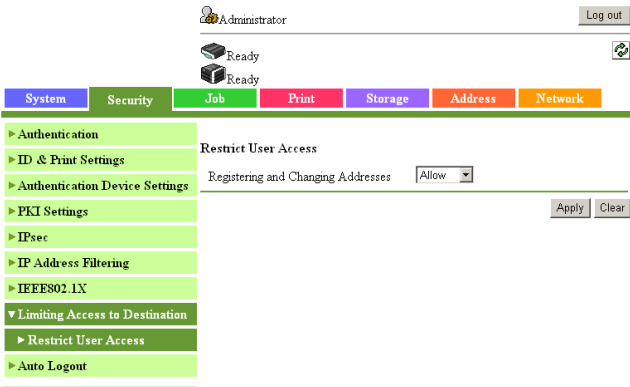 Administrator
Log out
Ready
Ready
System Security Job Print Storage Address Network
Authentication
ID & Print Settings
Authentication Device Settings
PKI Settings
IPsec
IP Address Filtering
IEEE802.1X
Limiting Access to Destination
Restrict User Access
Auto Logout
Restrict User Access
Registering and Changing Addresses Allow
Apply Clear